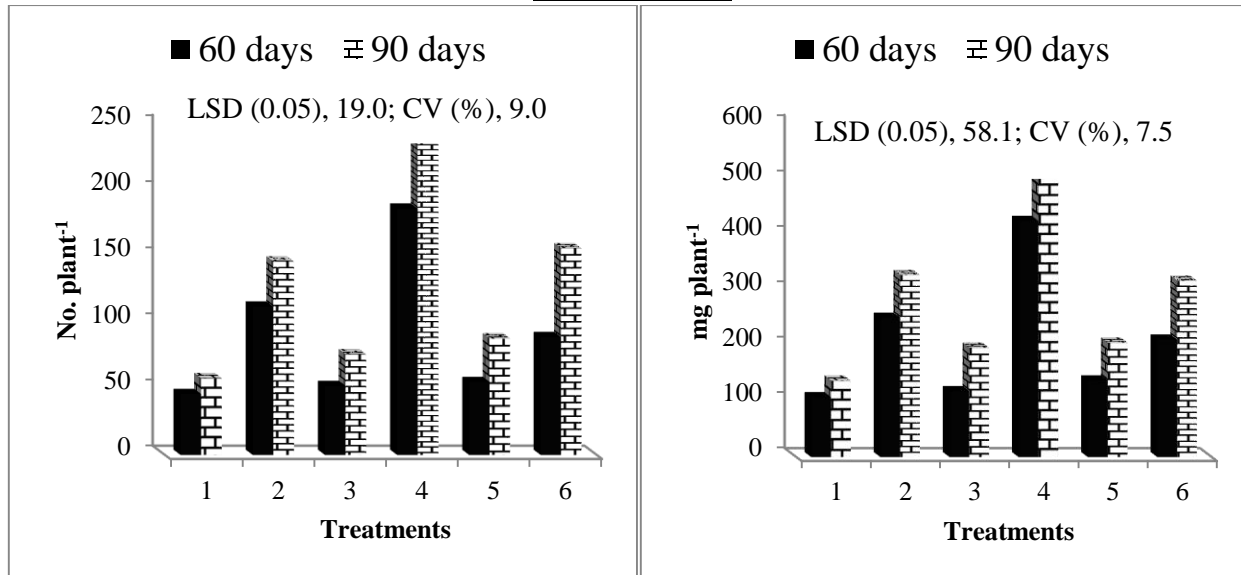 ■ 60 days 90 days
LSD (0.05), 19.0; CV (%), 9.0
250
200
150
100
50
0
No. plant⁻¹
1 2 3 4 5 6
Treatments
■ 60 days 90 days
LSD (0.05), 58.1; CV (%), 7.5
600
500
400
300
200
100
0
mg plant⁻¹
1 2 3 4 5 6
Treatments